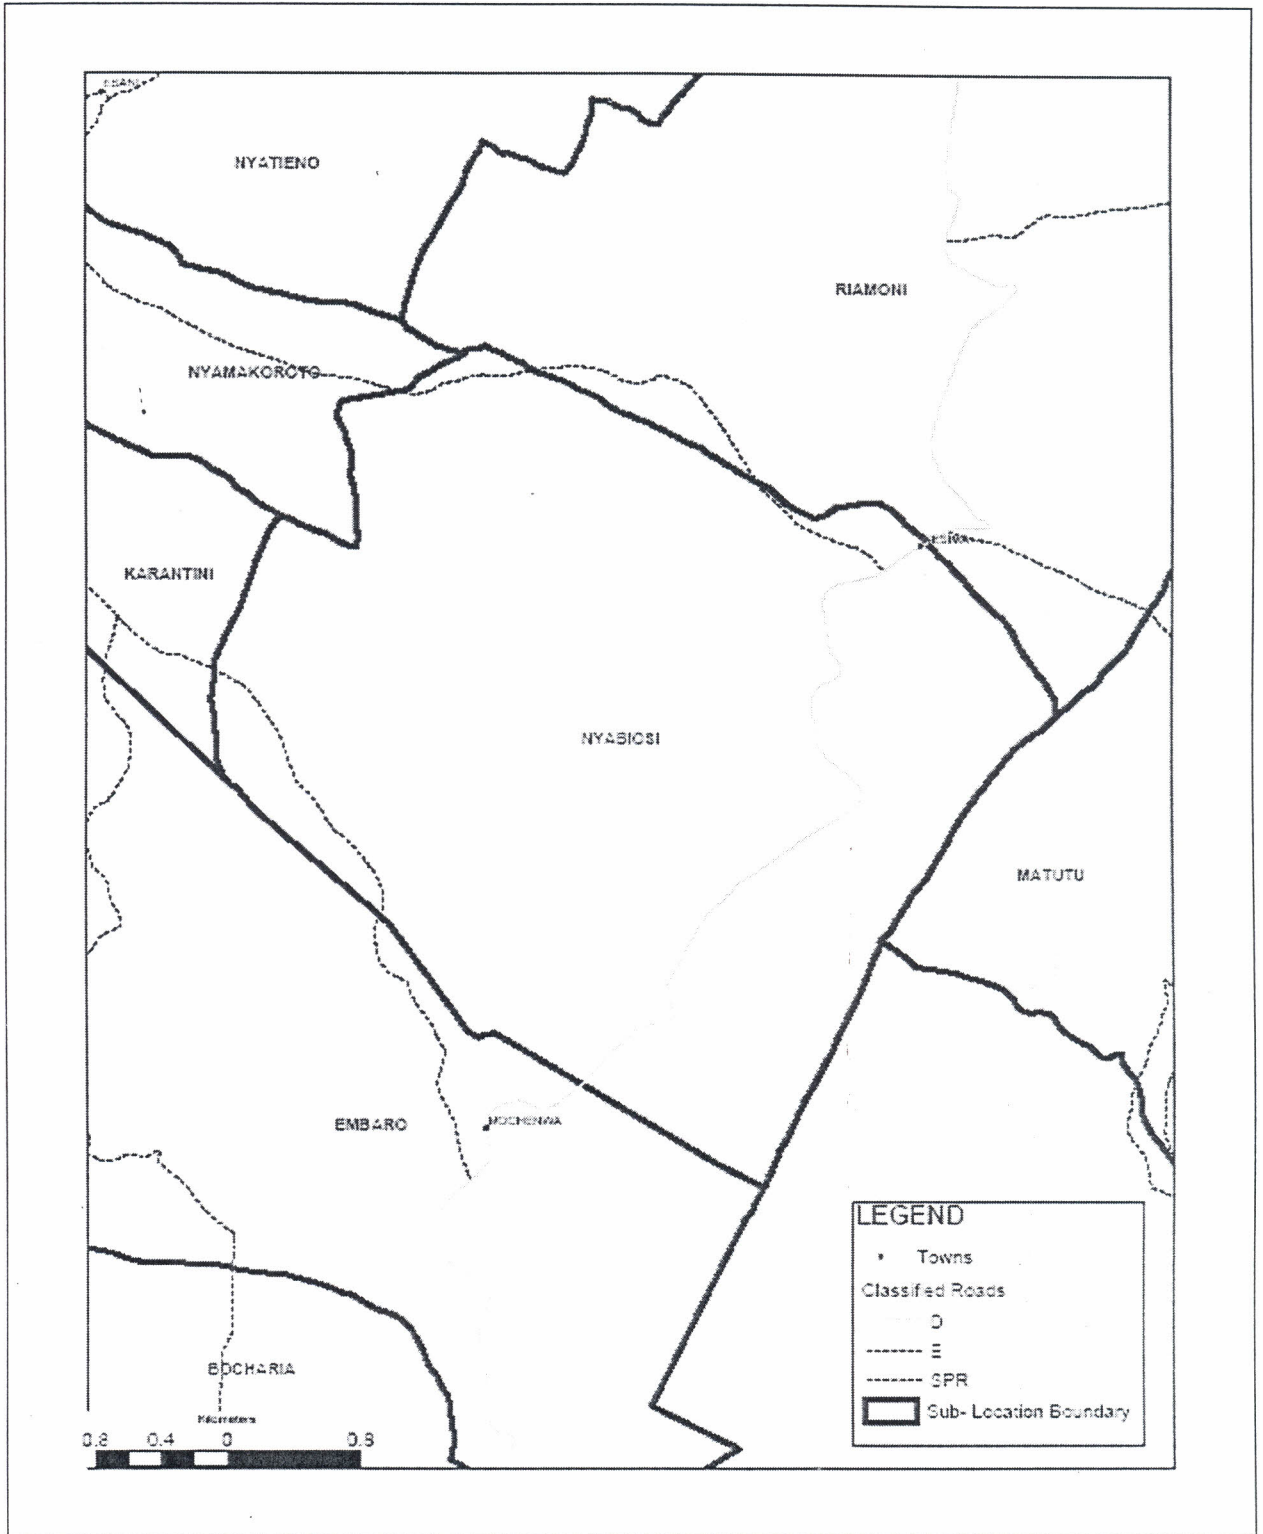 NYATIENO
RIAMONI
NYAMAKOROTO
KARANTINI
NYABIOSI
MATUTU
EMBARO
MOCHENWA
BOCHARIA
Kilometers
0.8 0.4 0 0.8
LEGEND
Towns
Classified Roads
D
E
SPR
Sub- Location Boundary